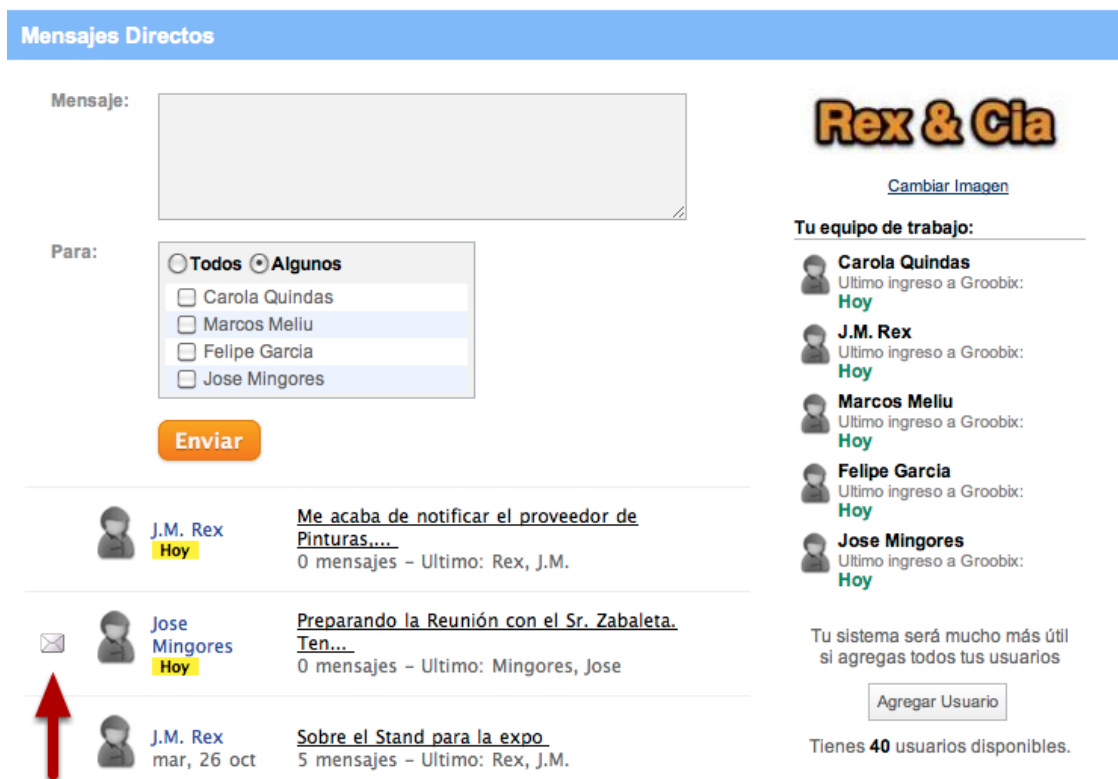 Mensajes Directos
Mensaje:
Para:
Todos Algunos
Carola Quindas
Marcos Meliu
Felipe Garcia
Jose Mingores
Enviar
J.M. Rex
Hoy
Me acaba de notificar el proveedor de
Pinturas,...
0 mensajes – Ultimo: Rex, J.M.
Jose
Mingores
Hoy
Preparando la Reunión con el Sr. Zabaleta.
Ten...
0 mensajes – Ultimo: Mingores, Jose
J.M. Rex
mar, 26 oct
Sobre el Stand para la expo
5 mensajes – Ultimo: Rex, J.M.
Rex & Cia
Cambiar Imagen
Tu equipo de trabajo:
Carola Quindas
Ultimo ingreso a Groobix:
Hoy
J.M. Rex
Ultimo ingreso a Groobix:
Hoy
Marcos Meliu
Ultimo ingreso a Groobix:
Hoy
Felipe Garcia
Ultimo ingreso a Groobix:
Hoy
Jose Mingores
Ultimo ingreso a Groobix:
Hoy
Tu sistema será mucho más útil
si agregas todos tus usuarios
Agregar Usuario
Tienes 40 usuarios disponibles.